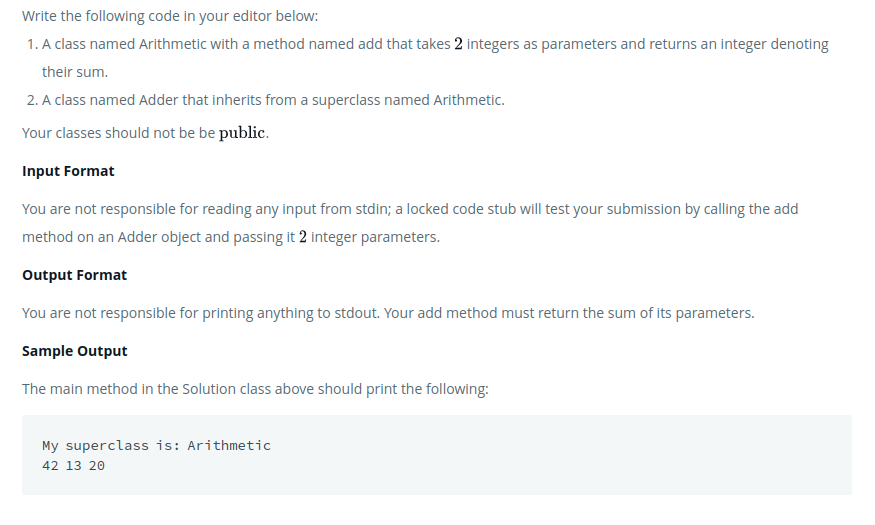 Write the following code in your editor below:
1. A class named Arithmetic with a method named add that takes 2 integers as parameters and returns an integer denoting
their sum.
2. A class named Adder that inherits from a superclass named Arithmetic.
Your classes should not be be public.
Input Format
You are not responsible for reading any input from stdin; a locked code stub will test your submission by calling the add
method on an Adder object and passing it 2 integer parameters.
Output Format
You are not responsible for printing anything to stdout. Your add method must return the sum of its parameters.
Sample Output
The main method in the Solution class above should print the following:
My superclass is: Arithmetic
42 13 20